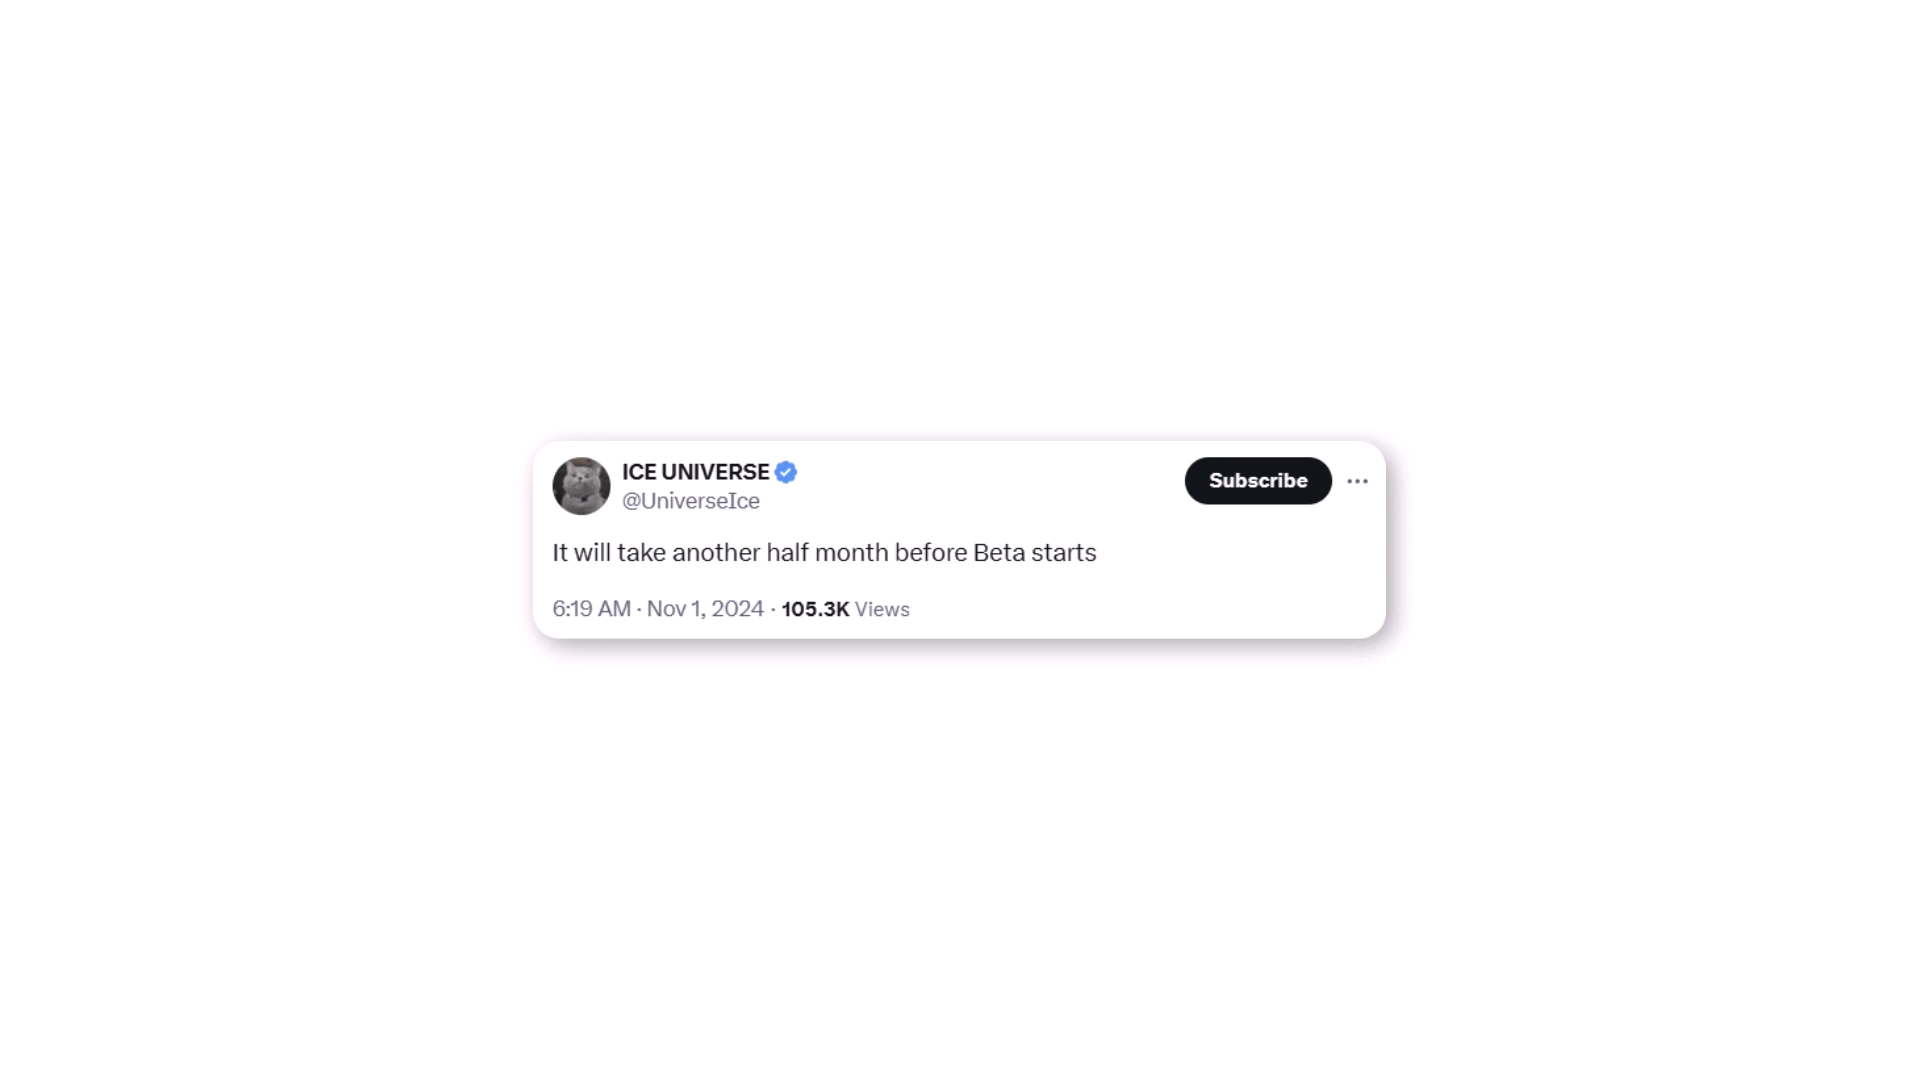 ICE UNIVERSE
@UniverseIce
Subscribe
It will take another half month before Beta starts
6:19 AM · Nov 1, 2024 · 105.3K Views